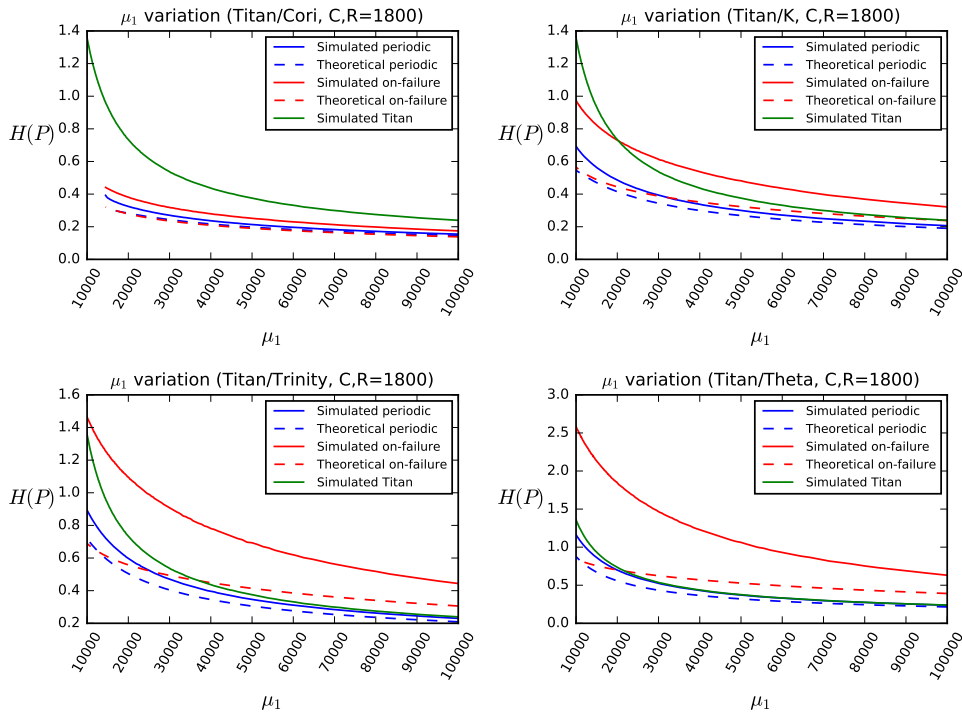 μ₁ variation (Titan/Cori, C,R=1800)
H(P)
1.4
1.2
1.0
0.8
0.6
0.4
0.2
0.0
Simulated periodic
Theoretical periodic
Simulated on-failure
Theoretical on-failure
Simulated Titan
10000
20000
30000
40000
50000
60000
70000
80000
90000
100000
μ₁
μ₁ variation (Titan/K, C,R=1800)
H(P)
1.4
1.2
1.0
0.8
0.6
0.4
0.2
0.0
Simulated periodic
Theoretical periodic
Simulated on-failure
Theoretical on-failure
Simulated Titan
10000
20000
30000
40000
50000
60000
70000
80000
90000
100000
μ₁
μ₁ variation (Titan/Trinity, C,R=1800)
H(P)
1.6
1.4
1.2
1.0
0.8
0.6
0.4
0.2
Simulated periodic
Theoretical periodic
Simulated on-failure
Theoretical on-failure
Simulated Titan
10000
20000
30000
40000
50000
60000
70000
80000
90000
100000
μ₁
μ₁ variation (Titan/Theta, C,R=1800)
H(P)
3.0
2.5
2.0
1.5
1.0
0.5
0.0
Simulated periodic
Theoretical periodic
Simulated on-failure
Theoretical on-failure
Simulated Titan
10000
20000
30000
40000
50000
60000
70000
80000
90000
100000
μ₁